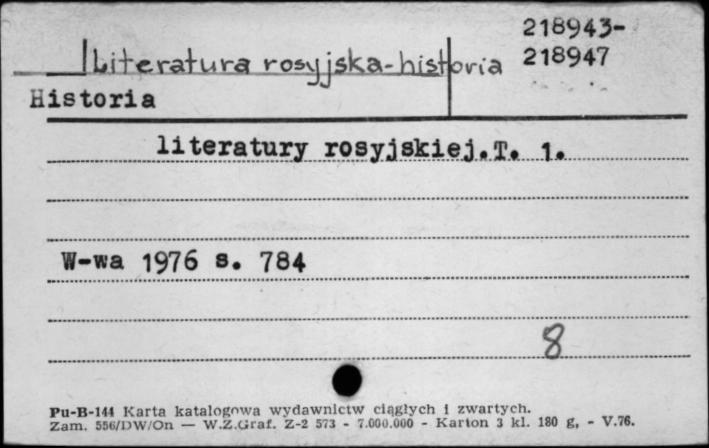 218943-
Literatura rosyjska-historia 218947
Historia
literatury rosyjskiej.T. 1.
W-wa 1976 s. 784
8
Pu-B-144 Karta katalogowa wydawnictw ciągłych i zwartych.
Zam. 556/DW/On — W.Z.Graf. Z-2 573 - 7.000.000 - Karton 3 kl. 180 g, - V.76.